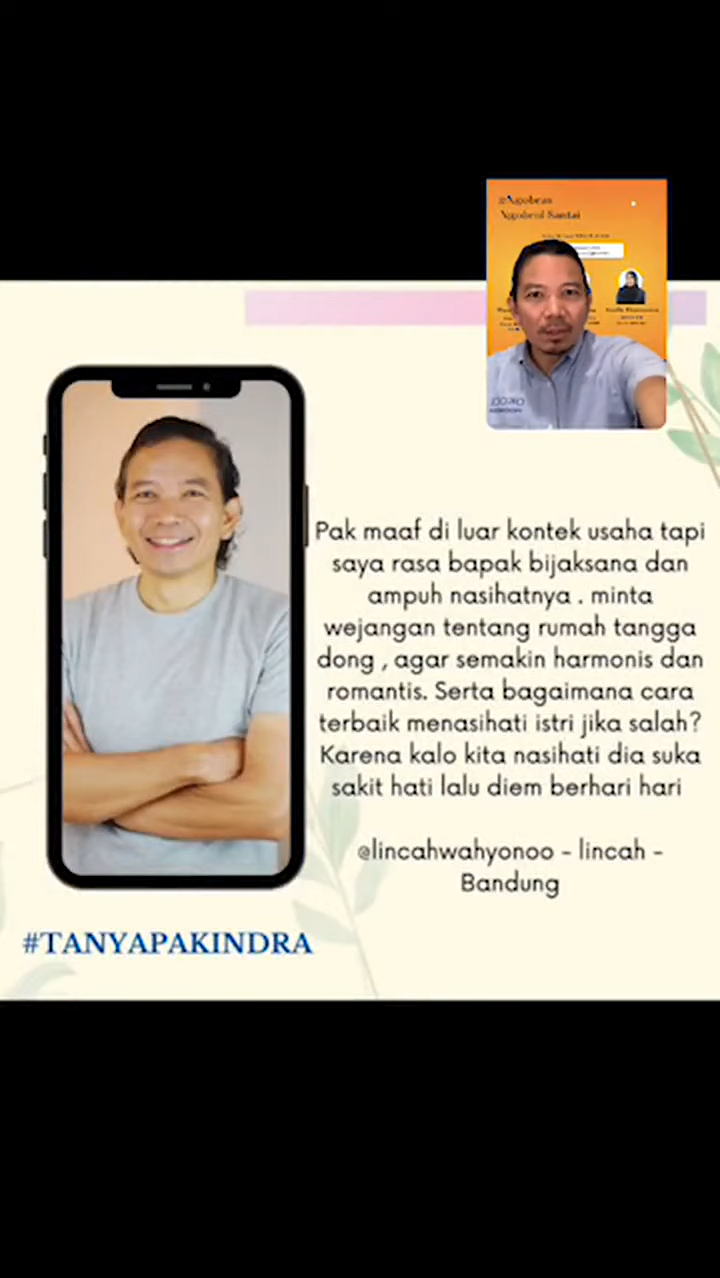 Ngobras
Ngobrol Santai
Pak maaf di luar kontek usaha tapi
saya rasa bapak bijaksana dan
ampuh nasihatnya . minta
wejangan tentang rumah tangga
dong , agar semakin harmonis dan
romantis. Serta bagaimana cara
terbaik menasihati istri jika salah?
Karena kalo kita nasihati dia suka
sakit hati lalu diem berhari hari
@lincahwahyonoo - lincah -
Bandung
#TANYAPAKINDRA